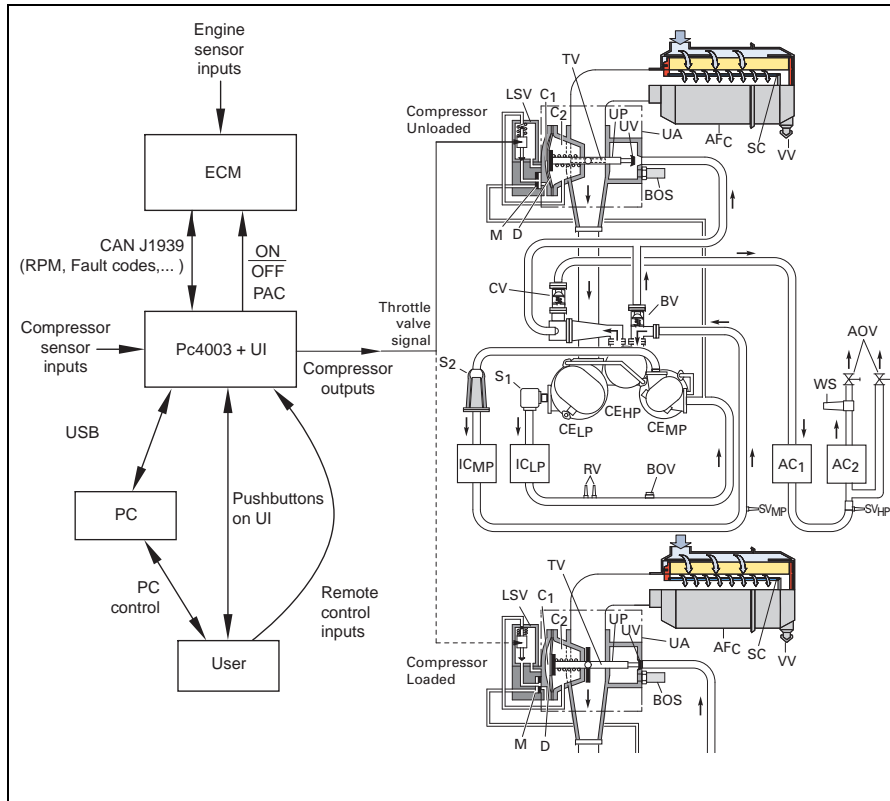 Engine
sensor
inputs
ECM
CAN J1939
(RPM, Fault codes,... )
ON
OFF
PAC
Compressor
sensor
inputs
Pc4003 + UI
Compressor
outputs
Throttle
valve
signal
USB
PC
Pushbuttons
on UI
PC
control
Remote
control
inputs
User
Compressor
Unloaded
LSV
C1
C2
TV
UP
UV
UA
AFC
SC
VV
BOS
M
D
CV
BV
AOV
WS
S2
S1
CELP
CEHP
CEMP
ICMP
ICLP
RV
BOV
AC1
AC2
SVMP
SVHP
Compressor
Loaded
LSV
C1
C2
TV
UP
UV
UA
AFC
SC
VV
BOS
M
D